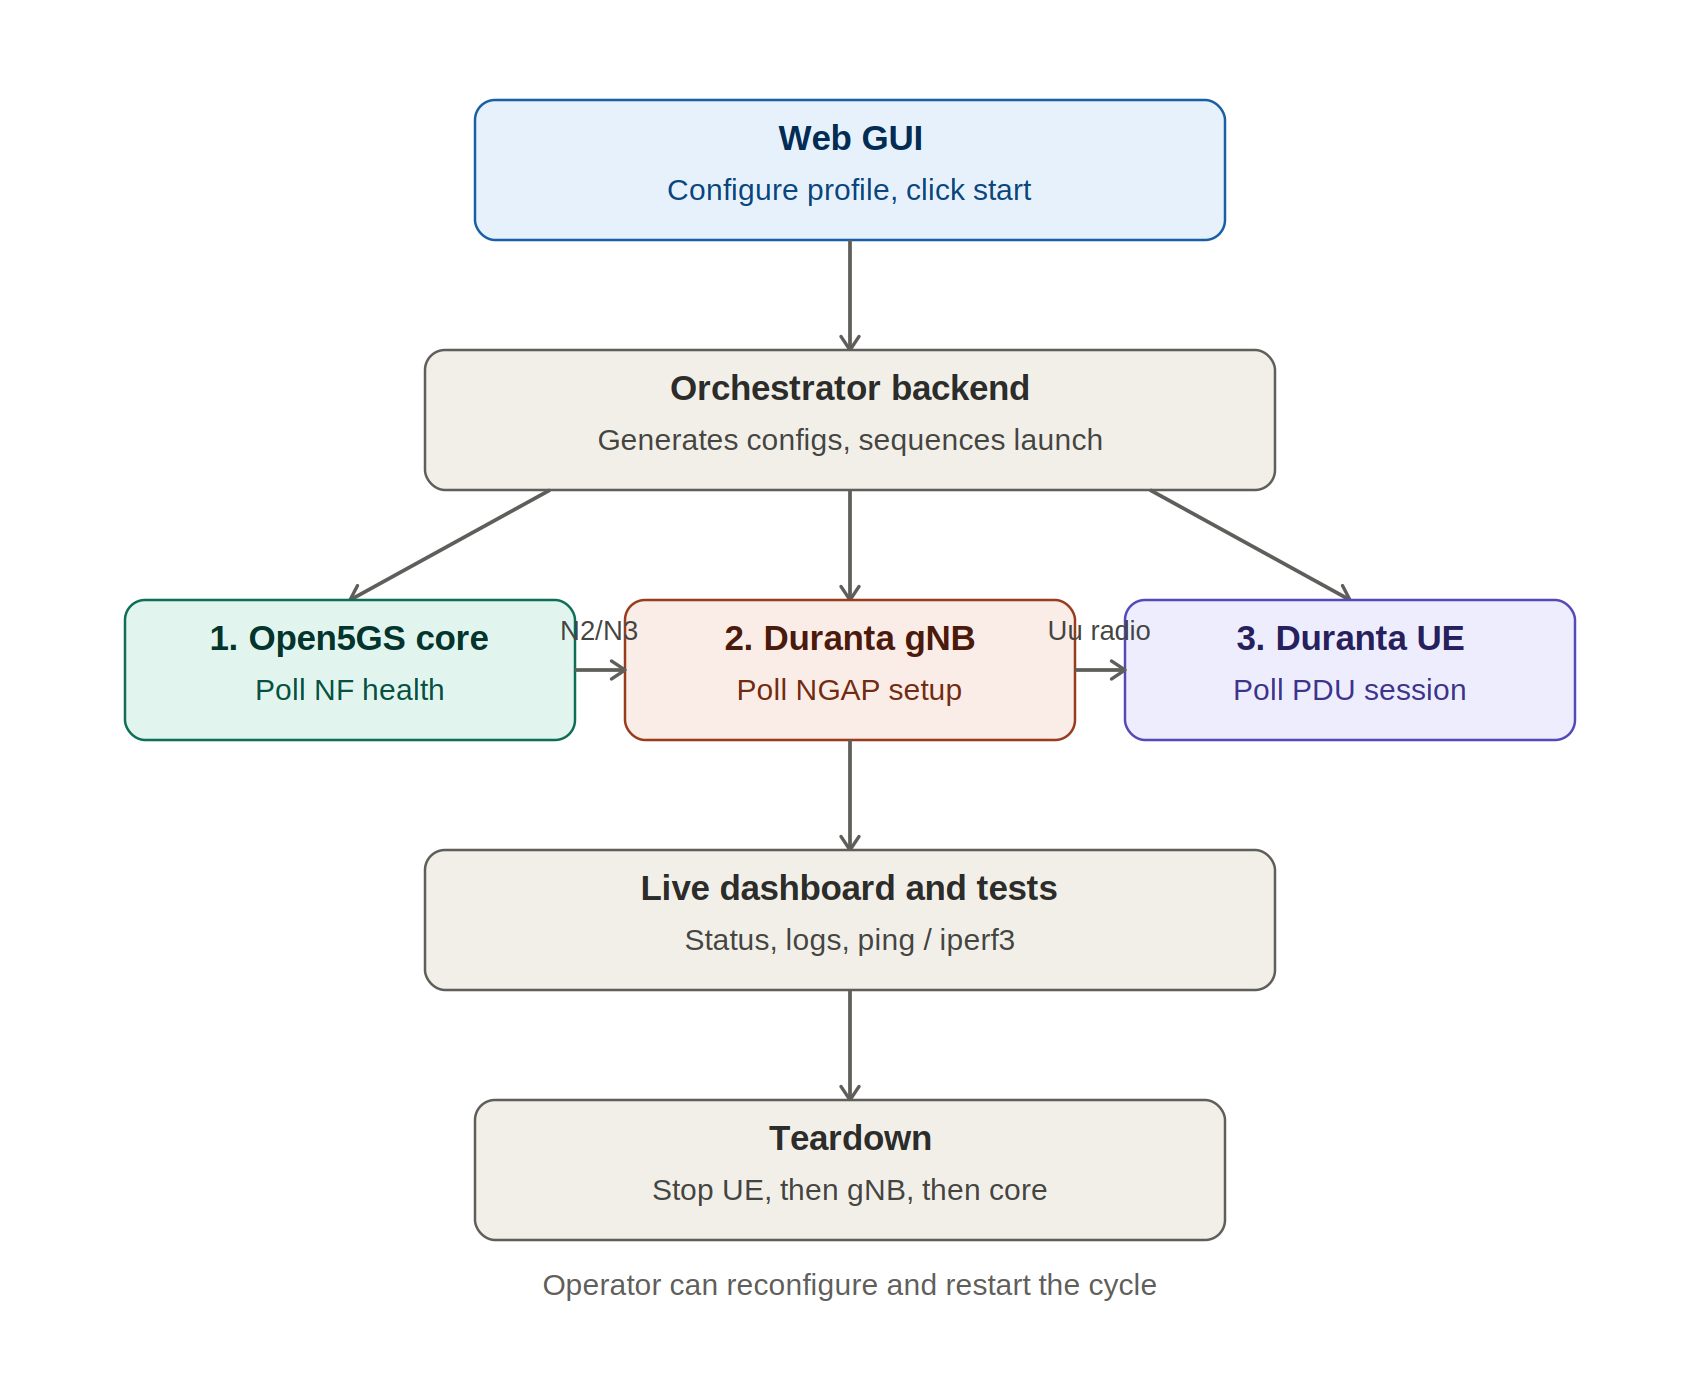 Web GUI
Configure profile, click start
Orchestrator backend
Generates configs, sequences launch
1. Open5GS core
Poll NF health
N2/N3
2. Duranta gNB
Poll NGAP setup
Uu radio
3. Duranta UE
Poll PDU session
Live dashboard and tests
Status, logs, ping / iperf3
Teardown
Stop UE, then gNB, then core
Operator can reconfigure and restart the cycle